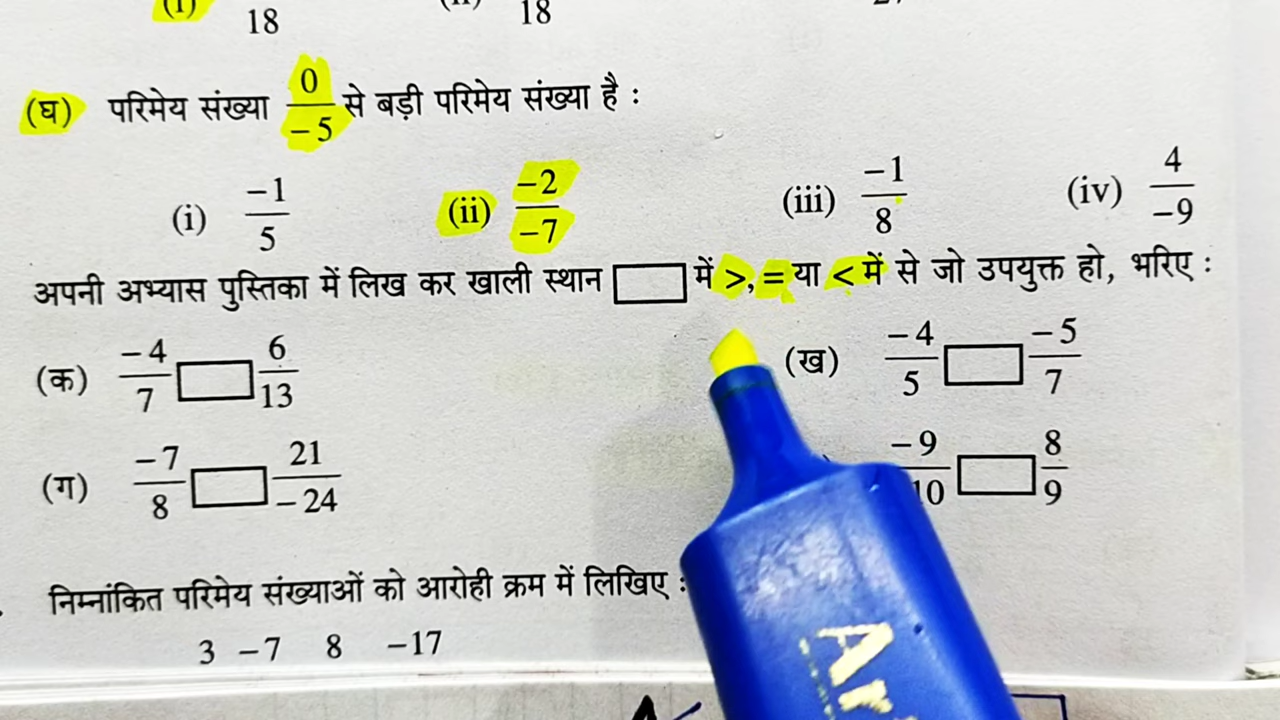 18 18
(घ) परिमेय संख्या 0/-5 से बड़ी परिमेय संख्या है :
(i) -1/5 (ii) -2/-7 (iii) -1/8 (iv) 4/-9
अपनी अभ्यास पुस्तिका में लिख कर खाली स्थान □ में >, = या < में से जो उपयुक्त हो, भरिए :
(क) -4/7 □ 6/13 (ख) -4/5 □ -5/7
(ग) -7/8 □ 21/-24 -9/10 □ 8/9
निम्नांकित परिमेय संख्याओं को आरोही क्रम में लिखिए :
3 -7 8 -17